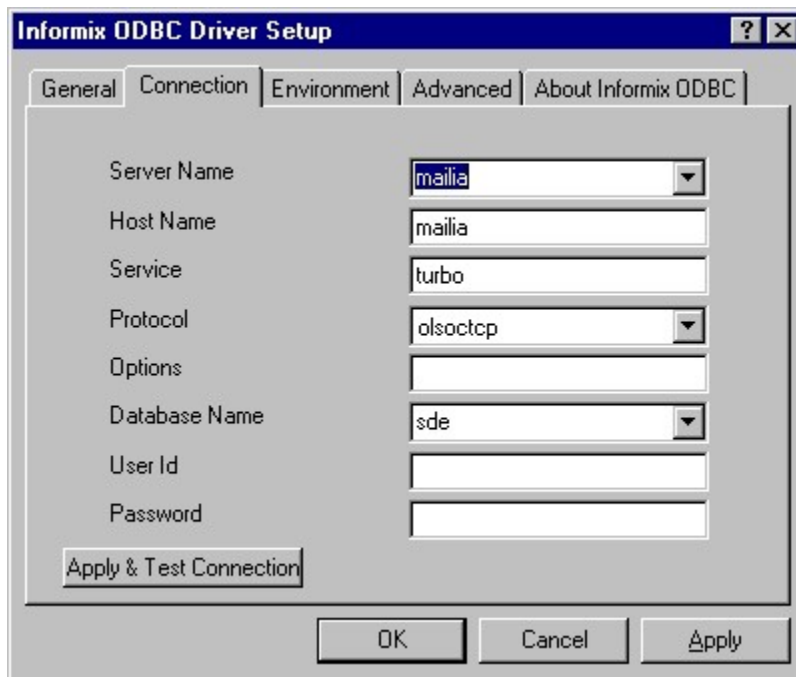 Informix ODBC Driver Setup
General Connection Environment Advanced About Informix ODBC
Server Name mailia
Host Name mailia
Service turbo
Protocol olsoctcp
Options
Database Name sde
User Id
Password
Apply & Test Connection
OK Cancel Apply